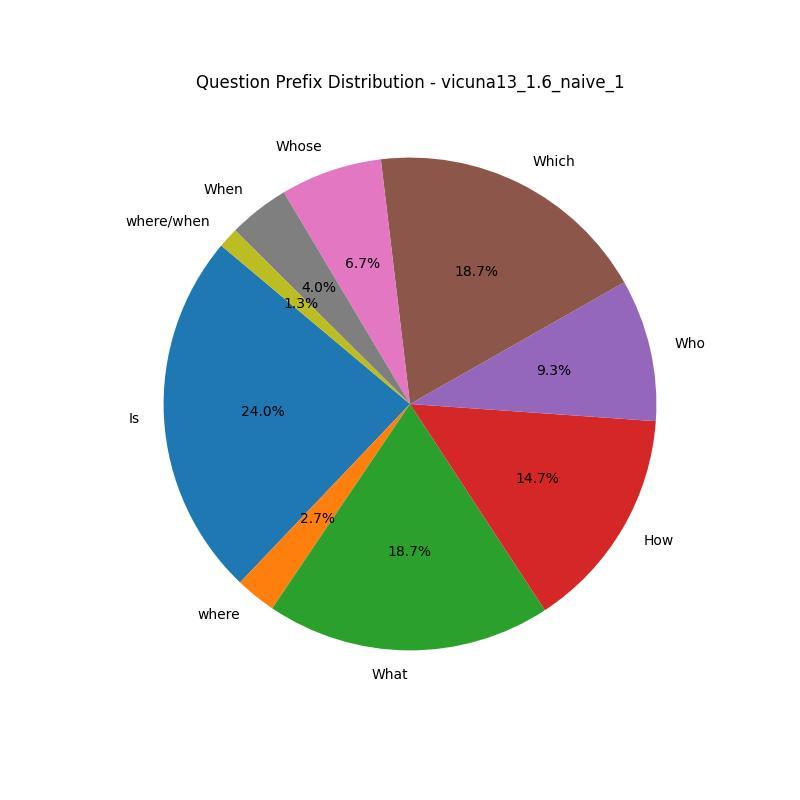 Question Prefix Distribution - vicuna13_1.6_naive_1
Whose
Which
When
where/when
6.7%
18.7%
4.0%
1.3%
Who
9.3%
Is
24.0%
14.7%
2.7%
How
18.7%
where
What